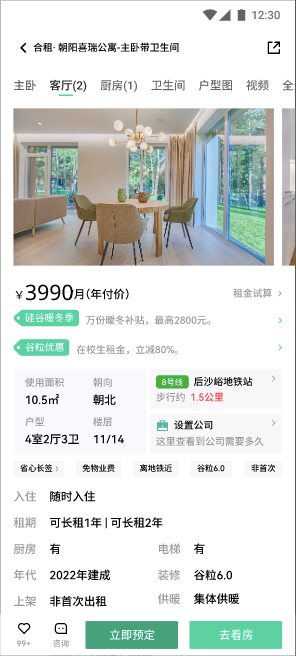 12:30
合租· 朝阳喜瑞公寓-主卧带卫生间
主卧 客厅(2) 厨房(1) 卫生间 户型图 视频 全
¥3990月(年付价) 租金试算
硅谷暖冬季 万份暖冬补贴，最高2800元。
谷粒优惠 在校生租金，立减80%。
使用面积 朝向
10.5㎡ 朝北
户型 楼层
4室2厅3卫 11/14
8号线 后沙峪地铁站
步行约 1.5公里
设置公司
这里查看到公司需要多久
省心长签 免物业费 离地铁近 谷粒6.0 非首次
入住 随时入住
租期 可长租1年 | 可长租2年
厨房 有 电梯 有
年代 2022年建成 装修 谷粒6.0
上架 非首次出租 供暖 集体供暖
99+ 咨询 立即预定 去看房